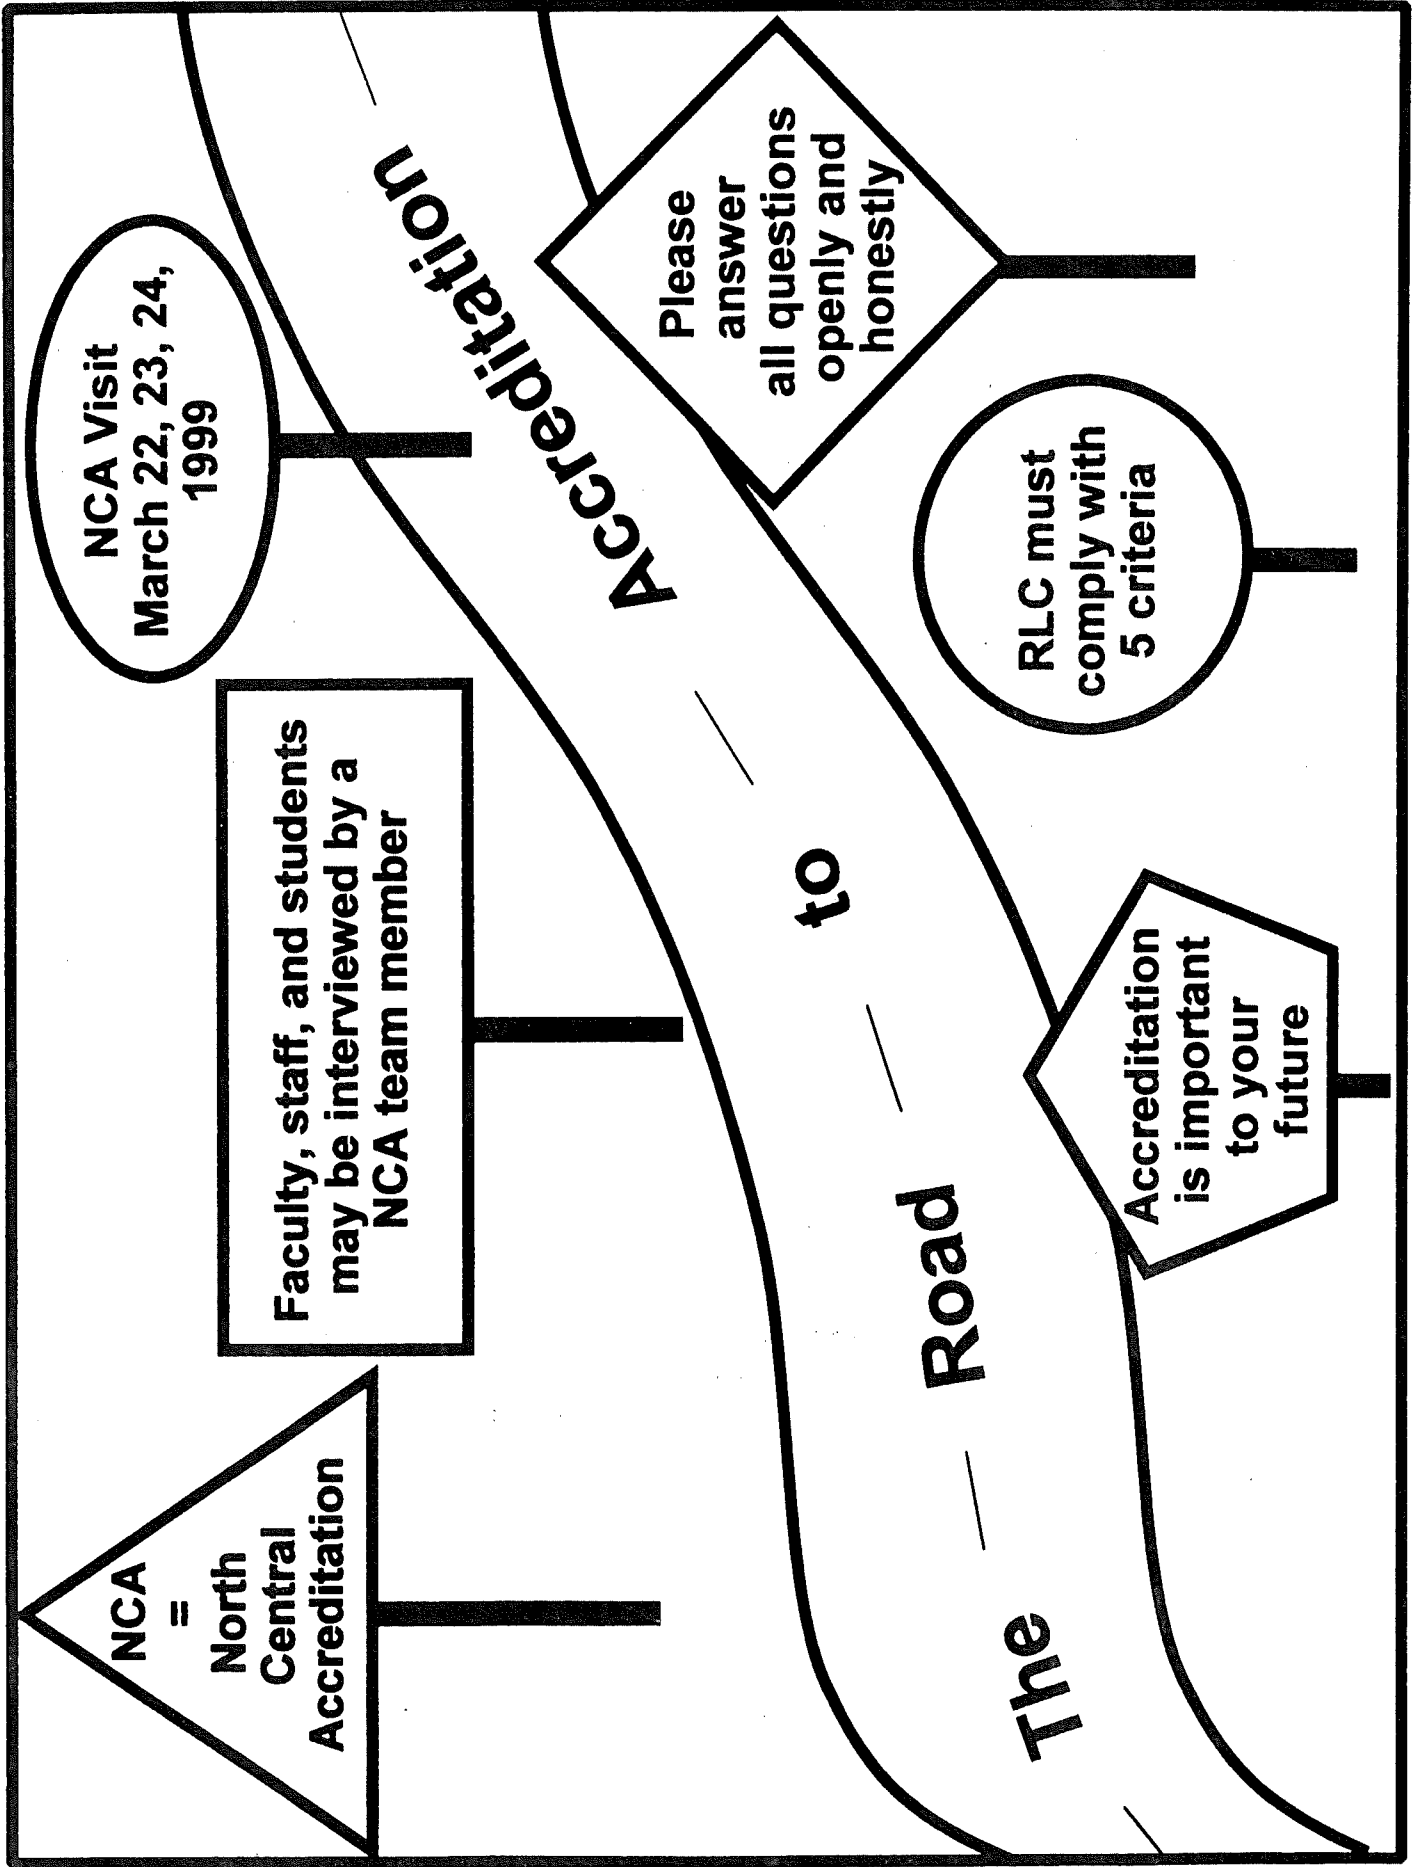 NCA
=
North
Central
Accreditation
Faculty, staff, and students
may be interviewed by a
NCA team member
NCA Visit
March 22, 23, 24,
1999
The Road to Accreditation
Accreditation
is important
to your
future
RLC must
comply with
5 criteria
Please
answer
all questions
openly and
honestly